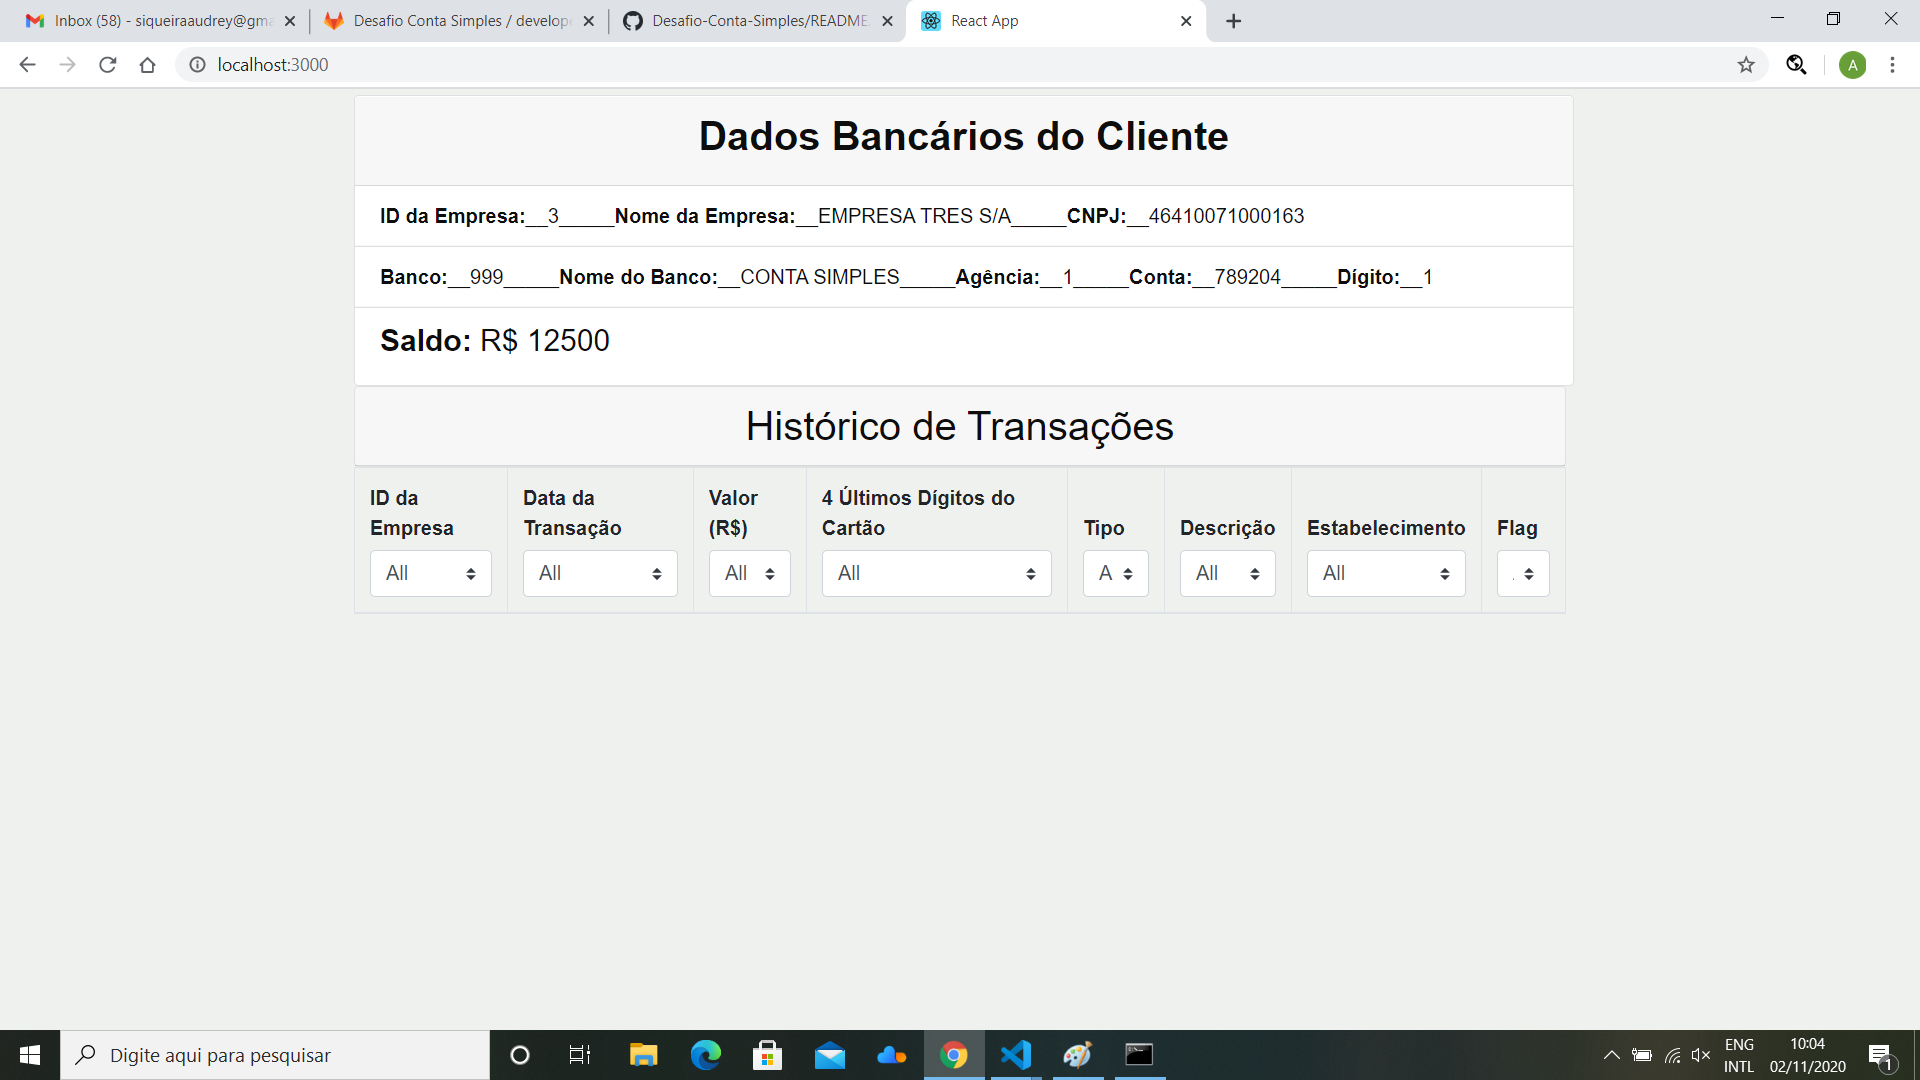 Inbox (58) - siqueiraaudrey@gma
Desafio Conta Simples / develop
Desafio-Conta-Simples/README.
React App
localhost:3000
A
Dados Bancários do Cliente
ID da Empresa:__3_____Nome da Empresa:__EMPRESA TRES S/A_____CNPJ:__46410071000163
Banco:__999_____Nome do Banco:__CONTA SIMPLES_____Agência:__1_____Conta:__789204_____Dígito:__1
Saldo: R$ 12500
Histórico de Transações
ID da Empresa Data da Transação Valor (R$) 4 Últimos Dígitos do Cartão Tipo Descrição Estabelecimento Flag
All All All All A All All
Digite aqui para pesquisar
ENG
INTL
10:04
02/11/2020
1